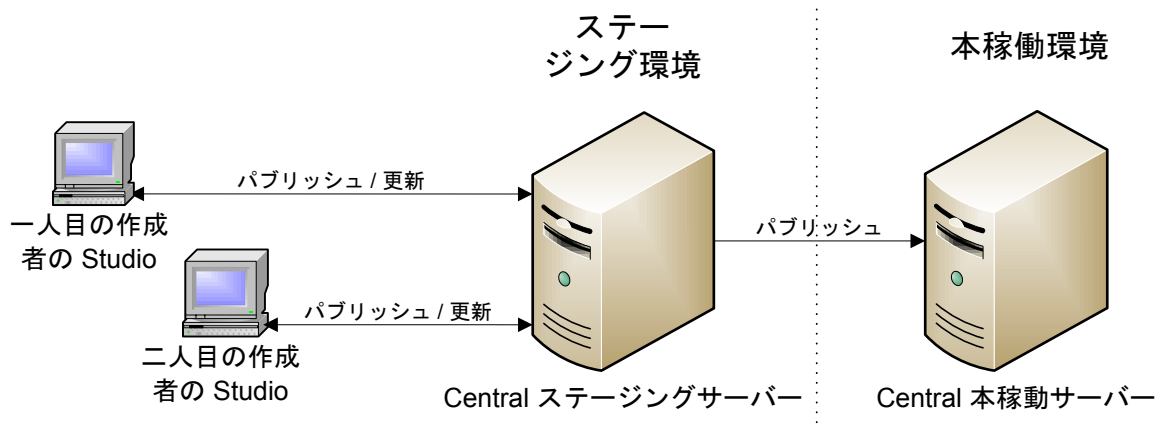 ステー
ジング環境
本稼働環境
パブリッシュ / 更新
一人目の作成
者の Studio
パブリッシュ
パブリッシュ / 更新
二人目の作成
者の Studio
Central ステージングサーバー
Central 本稼動サーバー